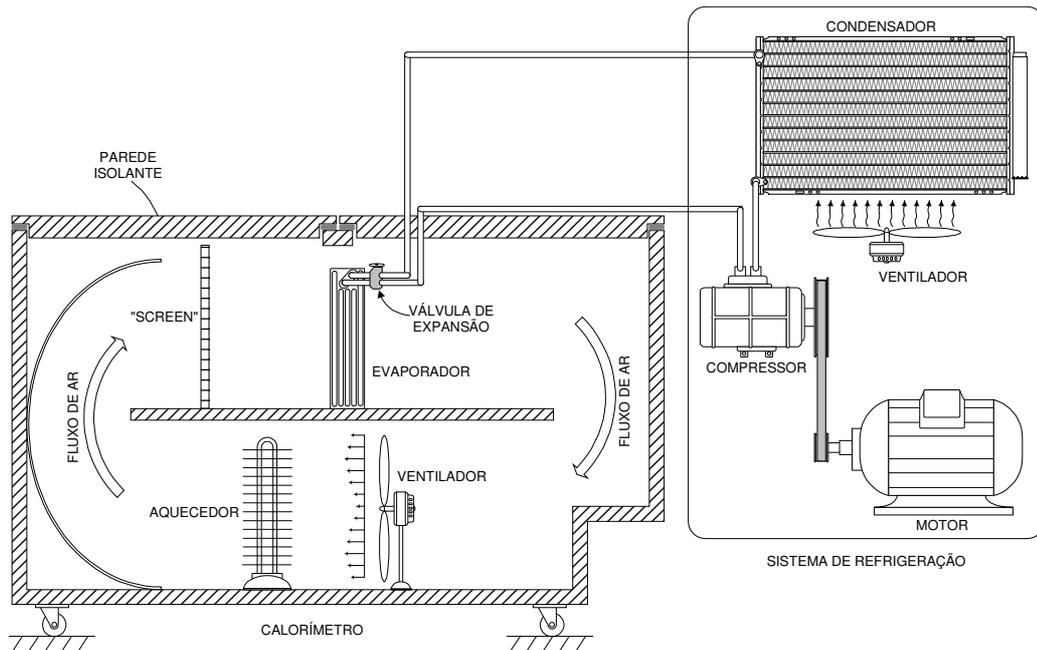 CONDENSADOR
PAREDE
ISOLANTE
VENTILADOR
"SCREEN"
VÁLVULA DE
EXPANSÃO
COMPRESSOR
EVAPORADOR
FLUXO DE AR
FLUXO DE AR
VENTILADOR
AQUECEDOR
MOTOR
SISTEMA DE REFRIGERAÇÃO
CALORÍMETRO